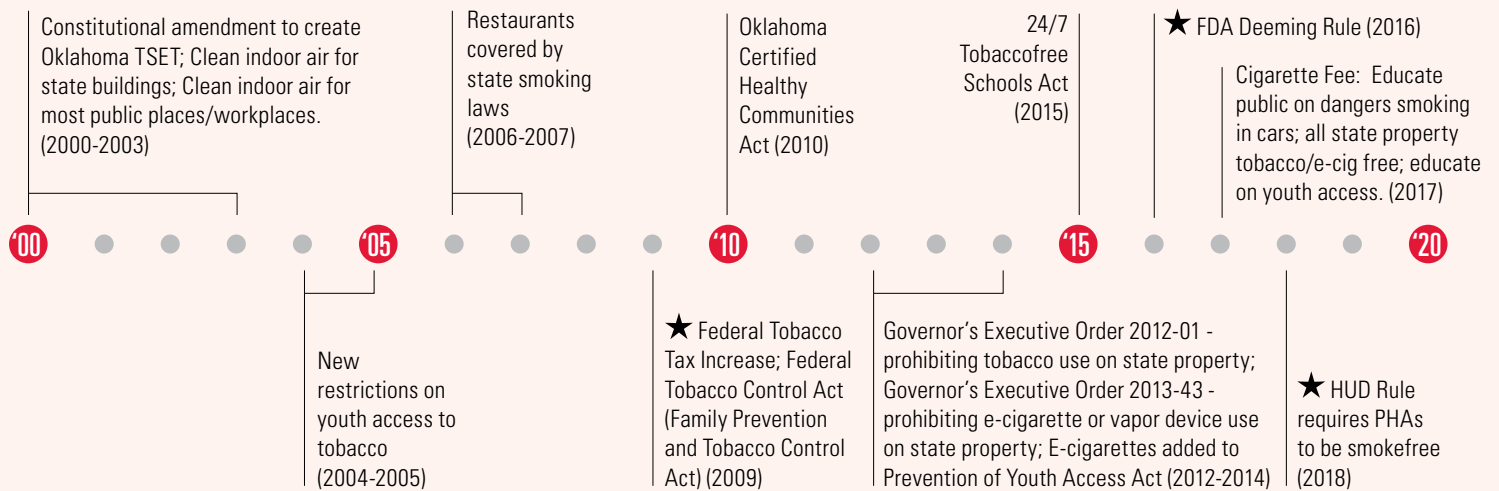 Constitutional amendment to create
Oklahoma TSET; Clean indoor air for
state buildings; Clean indoor air for
most public places/workplaces.
(2000-2003)
Restaurants
covered by
state smoking
laws
(2006-2007)
Oklahoma
Certified
Healthy
Communities
Act (2010)
24/7
Tobaccofree
Schools Act
(2015)
★ FDA Deeming Rule (2016)
Cigarette Fee: Educate
public on dangers smoking
in cars; all state property
tobacco/e-cig free; educate
on youth access. (2017)
'00
'05
'10
'15
'20
New
restrictions on
youth access to
tobacco
(2004-2005)
★ Federal Tobacco
Tax Increase; Federal
Tobacco Control Act
(Family Prevention
and Tobacco Control
Act) (2009)
Governor's Executive Order 2012-01 -
prohibiting tobacco use on state property;
Governor's Executive Order 2013-43 -
prohibiting e-cigarette or vapor device use
on state property; E-cigarettes added to
Prevention of Youth Access Act (2012-2014)
★ HUD Rule
requires PHAs
to be smokefree
(2018)